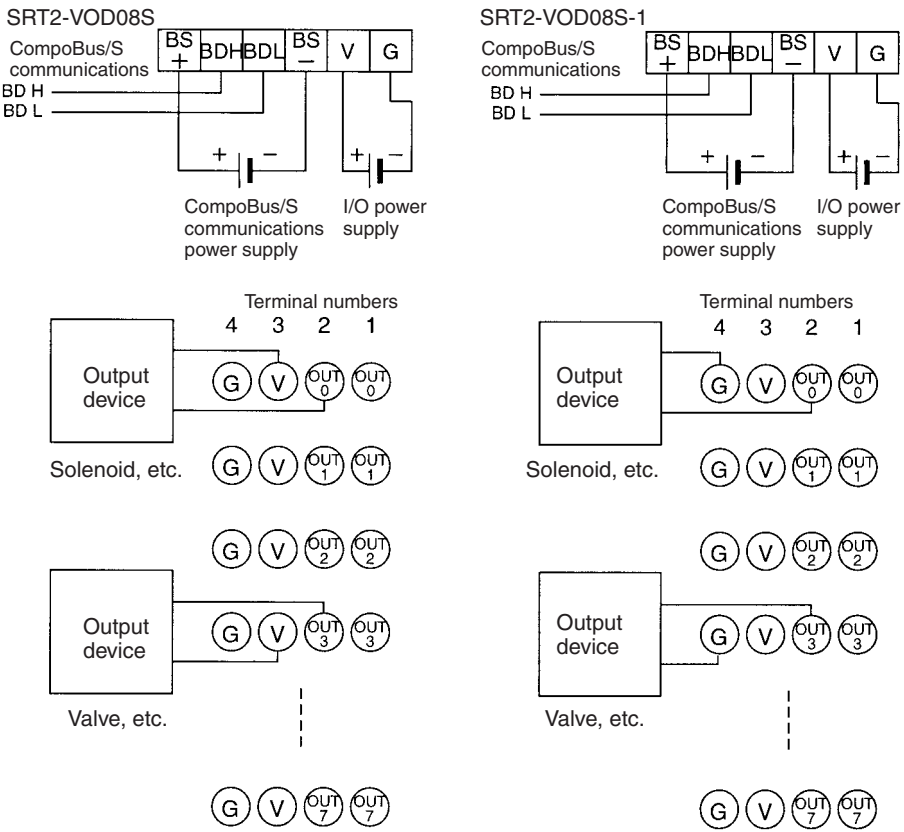 SRT2-VOD08S
CompoBus/S
communications
BD H
BD L
BS
+
BDH
BDL
BS
–
V
G
+
–
+
–
CompoBus/S
communications
power supply
I/O power
supply
Terminal numbers
4 3 2 1
Output
device
Solenoid, etc.
G V OUT 0 OUT 0
G V OUT 1 OUT 1
G V OUT 2 OUT 2
Output
device
Valve, etc.
G V OUT 3 OUT 3
G V OUT 7 OUT 7
SRT2-VOD08S-1
CompoBus/S
communications
BD H
BD L
BS
+
BDH
BDL
BS
–
V
G
+
–
+
–
CompoBus/S
communications
power supply
I/O power
supply
Terminal numbers
4 3 2 1
Output
device
Solenoid, etc.
G V OUT 0 OUT 0
G V OUT 1 OUT 1
G V OUT 2 OUT 2
Output
device
Valve, etc.
G V OUT 3 OUT 3
G V OUT 7 OUT 7